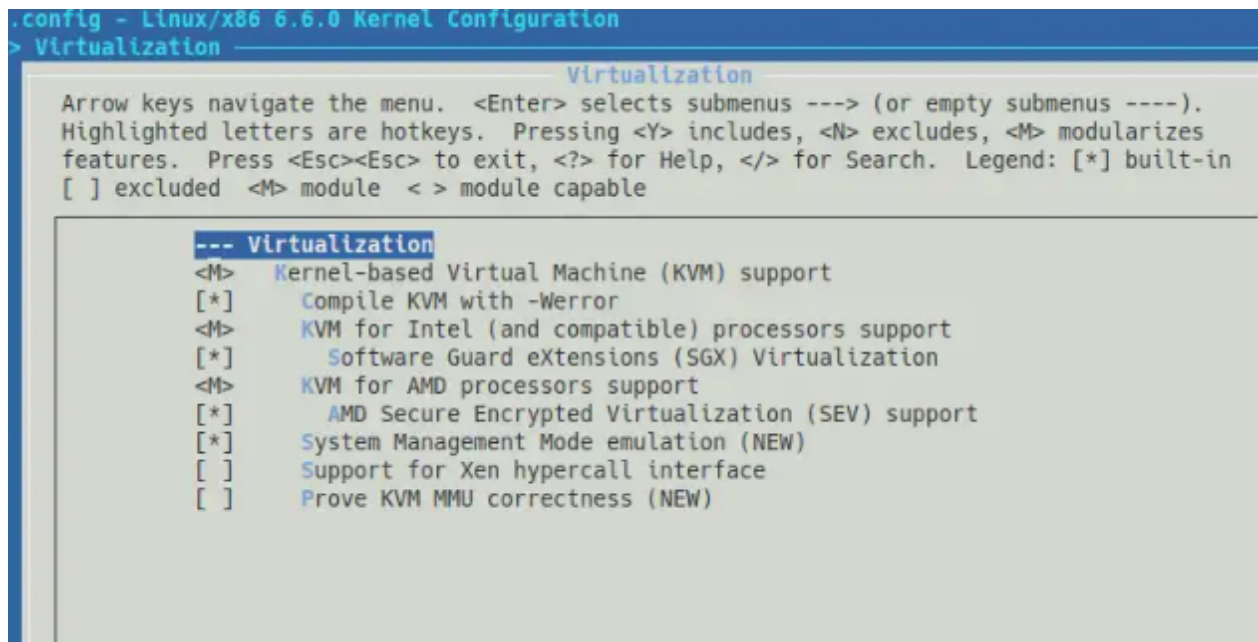 .config - Linux/x86 6.6.0 Kernel Configuration
> Virtualization
Virtualization
Arrow keys navigate the menu.  <Enter> selects submenus ---> (or empty submenus ----).
Highlighted letters are hotkeys.  Pressing <Y> includes, <N> excludes, <M> modularizes
features.  Press <Esc><Esc> to exit, <?> for Help, </> for Search.  Legend: [*] built-in
[ ] excluded  <M> module  < > module capable
--- Virtualization
<M>   Kernel-based Virtual Machine (KVM) support
[*]     Compile KVM with -Werror
<M>     KVM for Intel (and compatible) processors support
[*]       Software Guard eXtensions (SGX) Virtualization
<M>     KVM for AMD processors support
[*]       AMD Secure Encrypted Virtualization (SEV) support
[*]     System Management Mode emulation (NEW)
[ ]     Support for Xen hypercall interface
[ ]     Prove KVM MMU correctness (NEW)